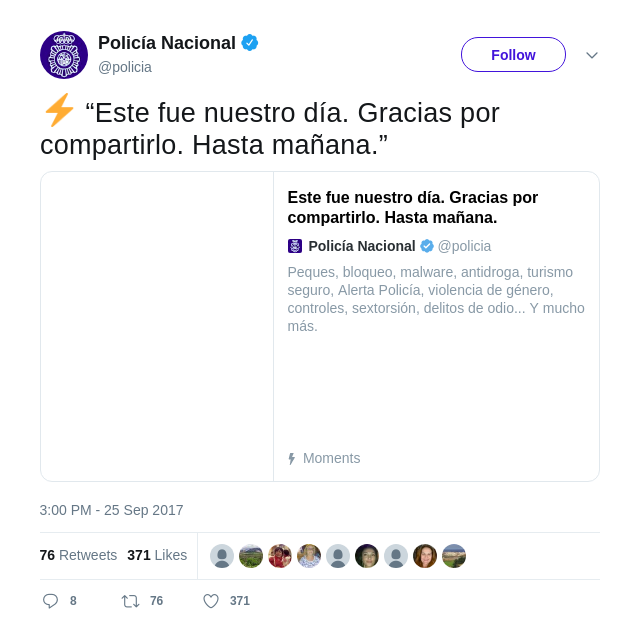 Policía Nacional
@policia
Follow
⚡ “Este fue nuestro día. Gracias por
compartirlo. Hasta mañana.”
Este fue nuestro día. Gracias por
compartirlo. Hasta mañana.
Policía Nacional @policia
Peques, bloqueo, malware, antidroga, turismo
seguro, Alerta Policía, violencia de género,
controles, sextorsión, delitos de odio... Y mucho
más.
Moments
3:00 PM - 25 Sep 2017
76 Retweets 371 Likes
8 76 371